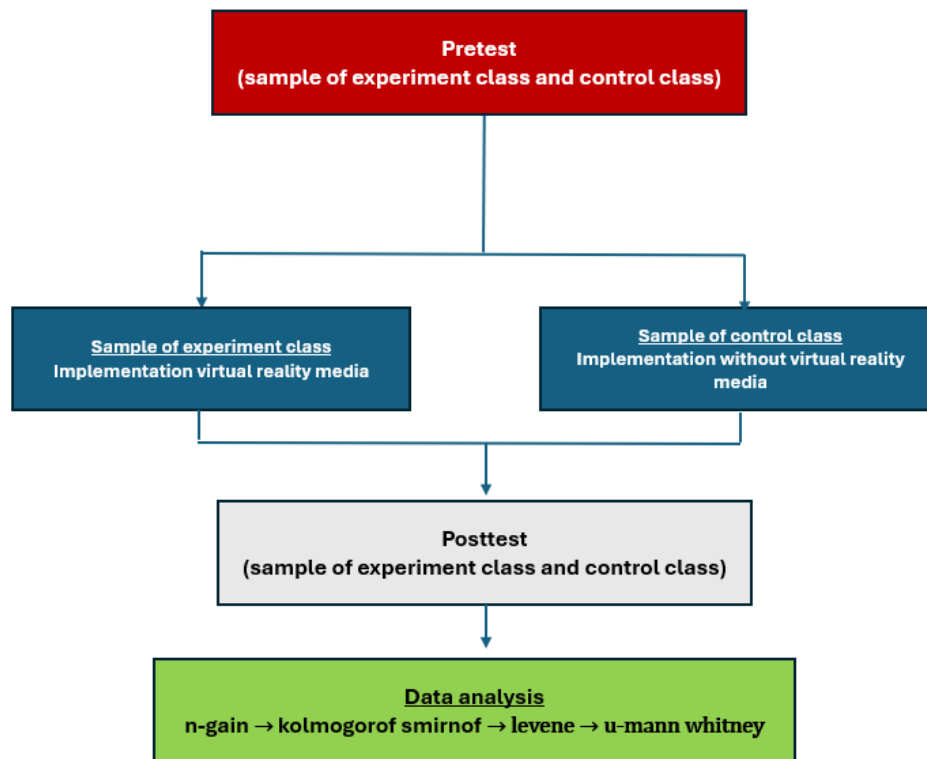 Pretest
(sample of experiment class and control class)
Sample of experiment class
Implementation virtual reality media
Sample of control class
Implementation without virtual reality
media
Posttest
(sample of experiment class and control class)
Data analysis
n-gain → kolmogorof smirnof → levene → u-mann whitney